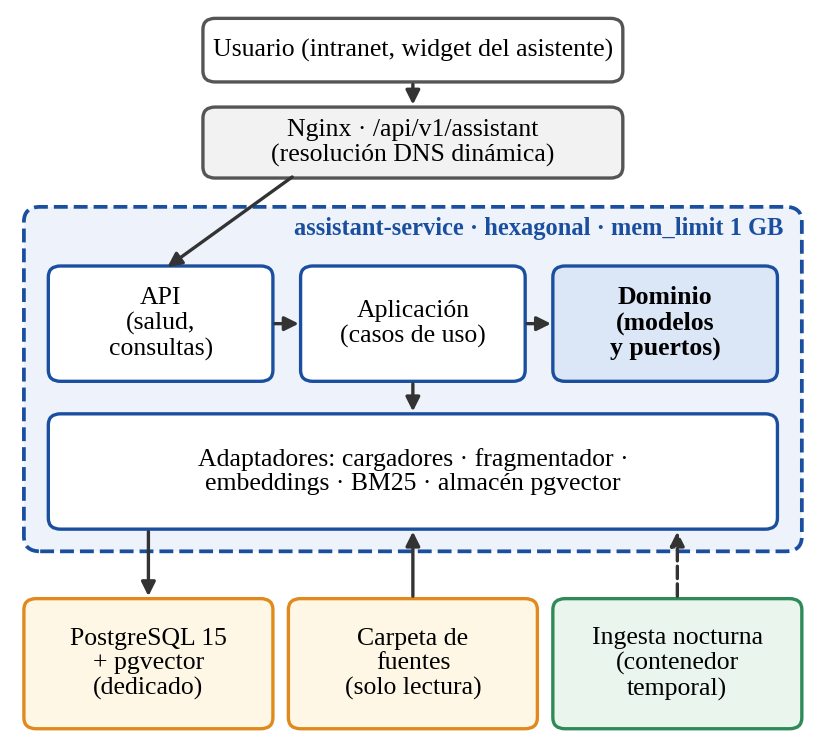 Usuario (intranet, widget del asistente)
Nginx · /api/v1/assistant
(resolución DNS dinámica)
assistant-service · hexagonal · mem_limit 1 GB
API
(salud,
consultas)
Aplicación
(casos de uso)
Dominio
(modelos
y puertos)
Adaptadores: cargadores · fragmentador ·
embeddings · BM25 · almacén pgvector
PostgreSQL 15
+ pgvector
(dedicado)
Carpeta de
fuentes
(solo lectura)
Ingesta nocturna
(contenedor
temporal)